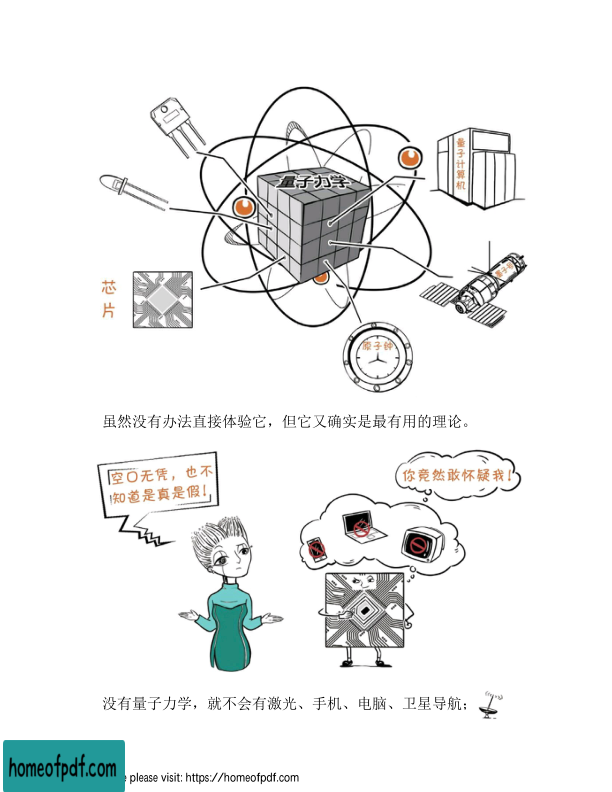 量子力学
量子计算机
量子号
芯片
原子钟
虽然没有办法直接体验它，但它又确实是最有用的理论。
空口无凭，也不
知道是真是假！
你竟然敢怀疑我！
没有量子力学，就不会有激光、手机、电脑、卫星导航；
homeofpdf.com
e please visit: https://homeofpdf.com